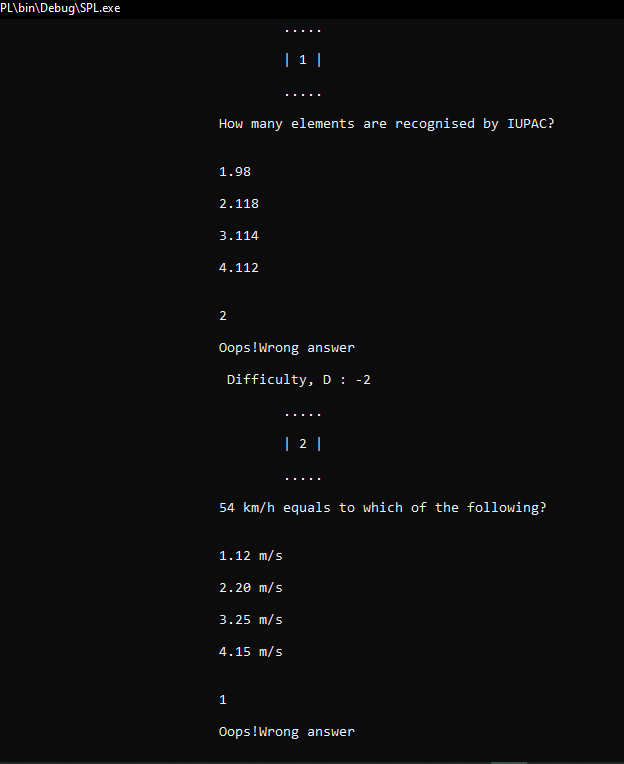 PL\bin\Debug\SPL.exe
.....
| 1 |
.....
How many elements are recognised by IUPAC?
1.98
2.118
3.114
4.112
2
Oops!Wrong answer
Difficulty, D : -2
.....
| 2 |
.....
54 km/h equals to which of the following?
1.12 m/s
2.20 m/s
3.25 m/s
4.15 m/s
1
Oops!Wrong answer